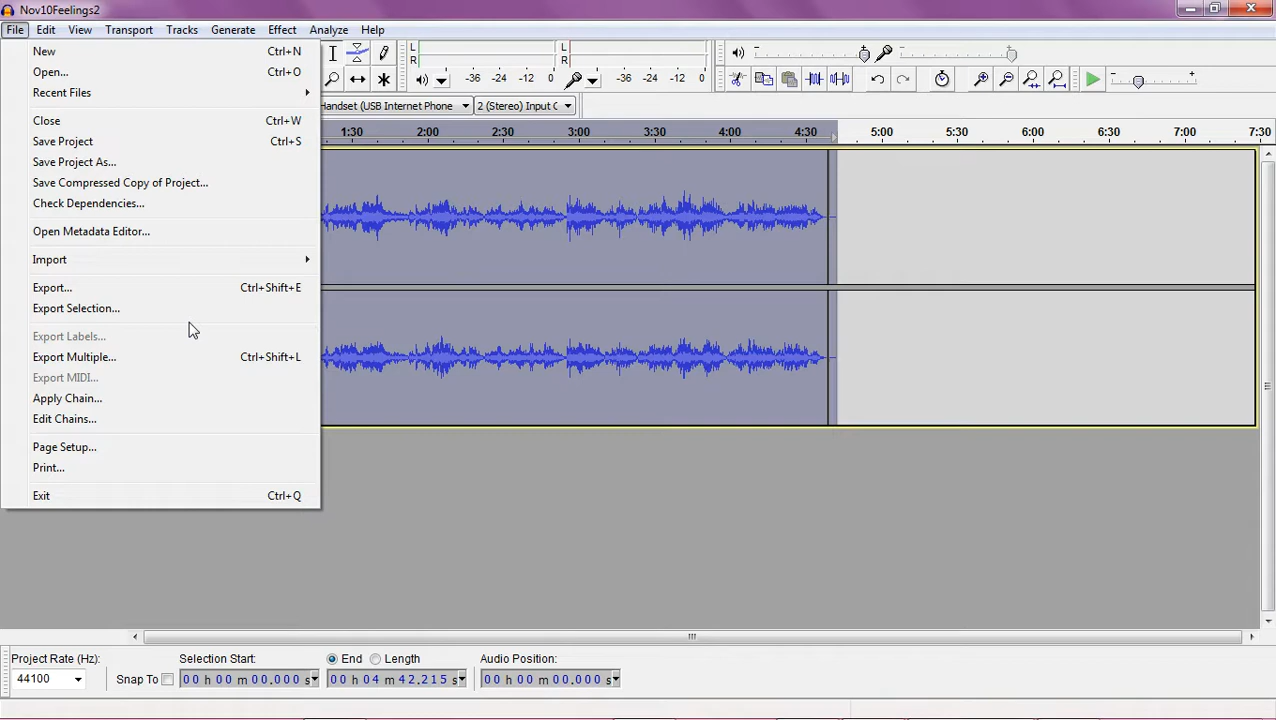 Nov10Feelings2
File Edit View Transport Tracks Generate Effect Analyze Help
New Ctrl+N
Open... Ctrl+O
Recent Files
Close Ctrl+W
Save Project Ctrl+S
Save Project As...
Save Compressed Copy of Project...
Check Dependencies...
Open Metadata Editor...
Import
Export... Ctrl+Shift+E
Export Selection...
Export Labels...
Export Multiple... Ctrl+Shift+L
Export MIDI...
Apply Chain...
Edit Chains...
Page Setup...
Print...
Exit Ctrl+Q
L L
R R
-36 -24 -12 0 -36 -24 -12 0
Handset (USB Internet Phone 2 (Stereo) Input C
1:30 2:00 2:30 3:00 3:30 4:00 4:30 5:00 5:30 6:00 6:30 7:00 7:30
Project Rate (Hz): Selection Start: End Length Audio Position:
44100 Snap To 00 h 00 m 00.000 s 00 h 04 m 42.215 s 00 h 00 m 00.000 s